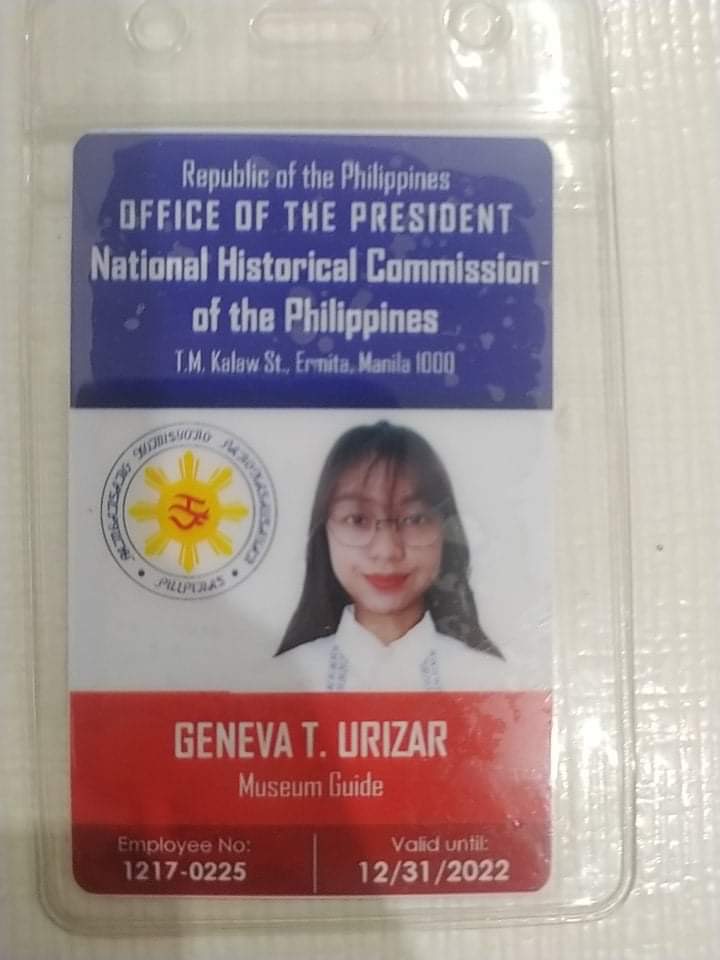 Republic of the Philippines
OFFICE OF THE PRESIDENT
National Historical Commission
of the Philippines
T.M. Kalaw St., Ermita, Manila 1000
PILIPINAS
GENEVA T. URIZAR
Museum Guide
Employee No:
1217-0225
Valid until:
12/31/2022